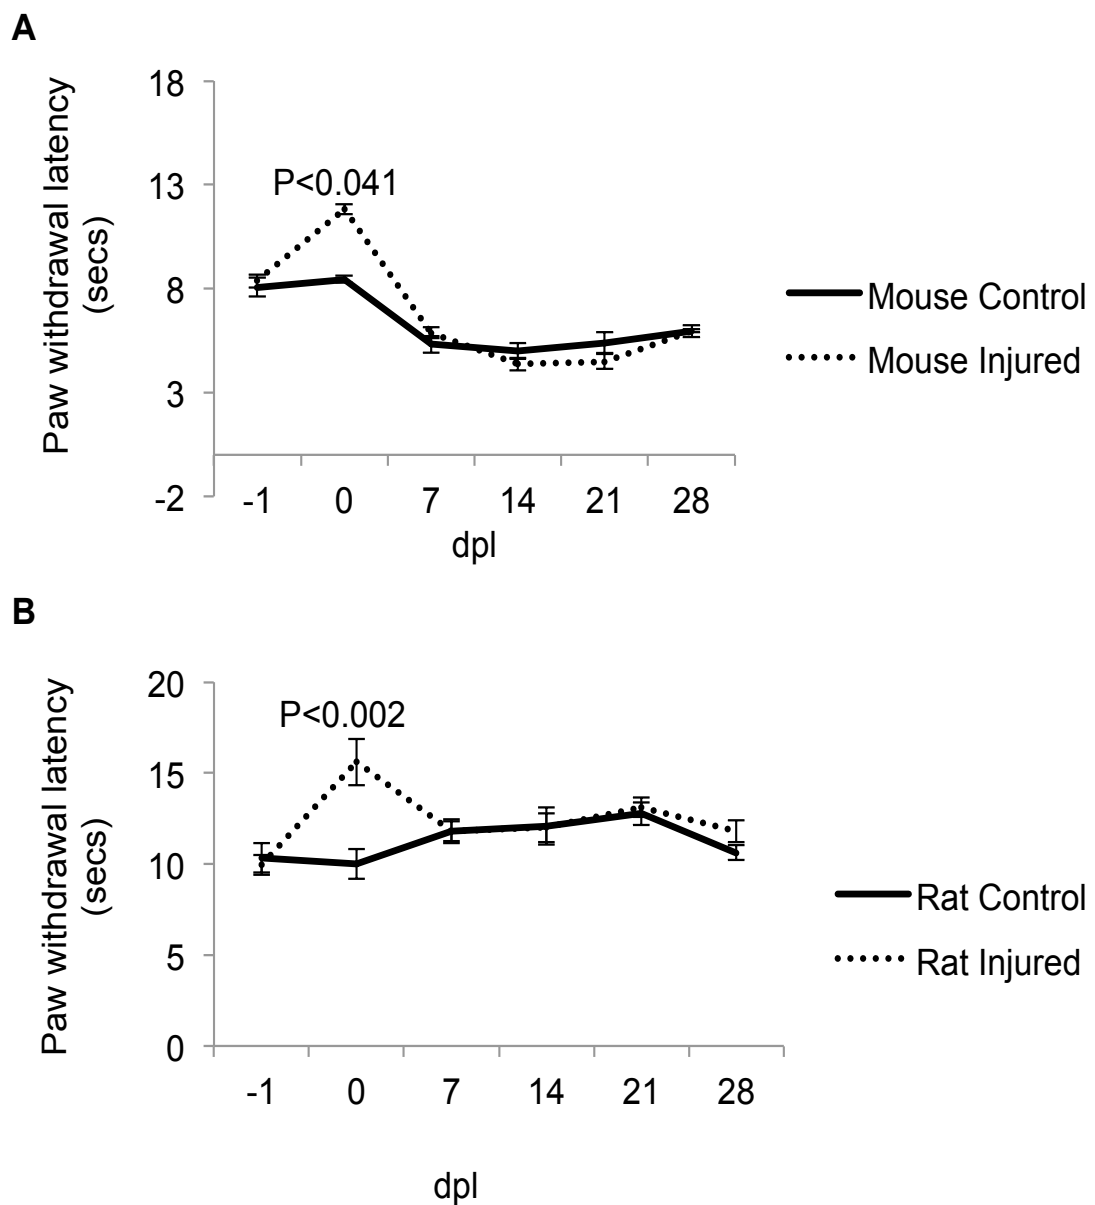 A
Paw withdrawal latency
(secs)
18
13
8
3
-2
P<0.041
-1 0 7 14 21 28
dpl
Mouse Control
Mouse Injured
B
Paw withdrawal latency
(secs)
20
15
10
5
0
P<0.002
-1 0 7 14 21 28
dpl
Rat Control
Rat Injured